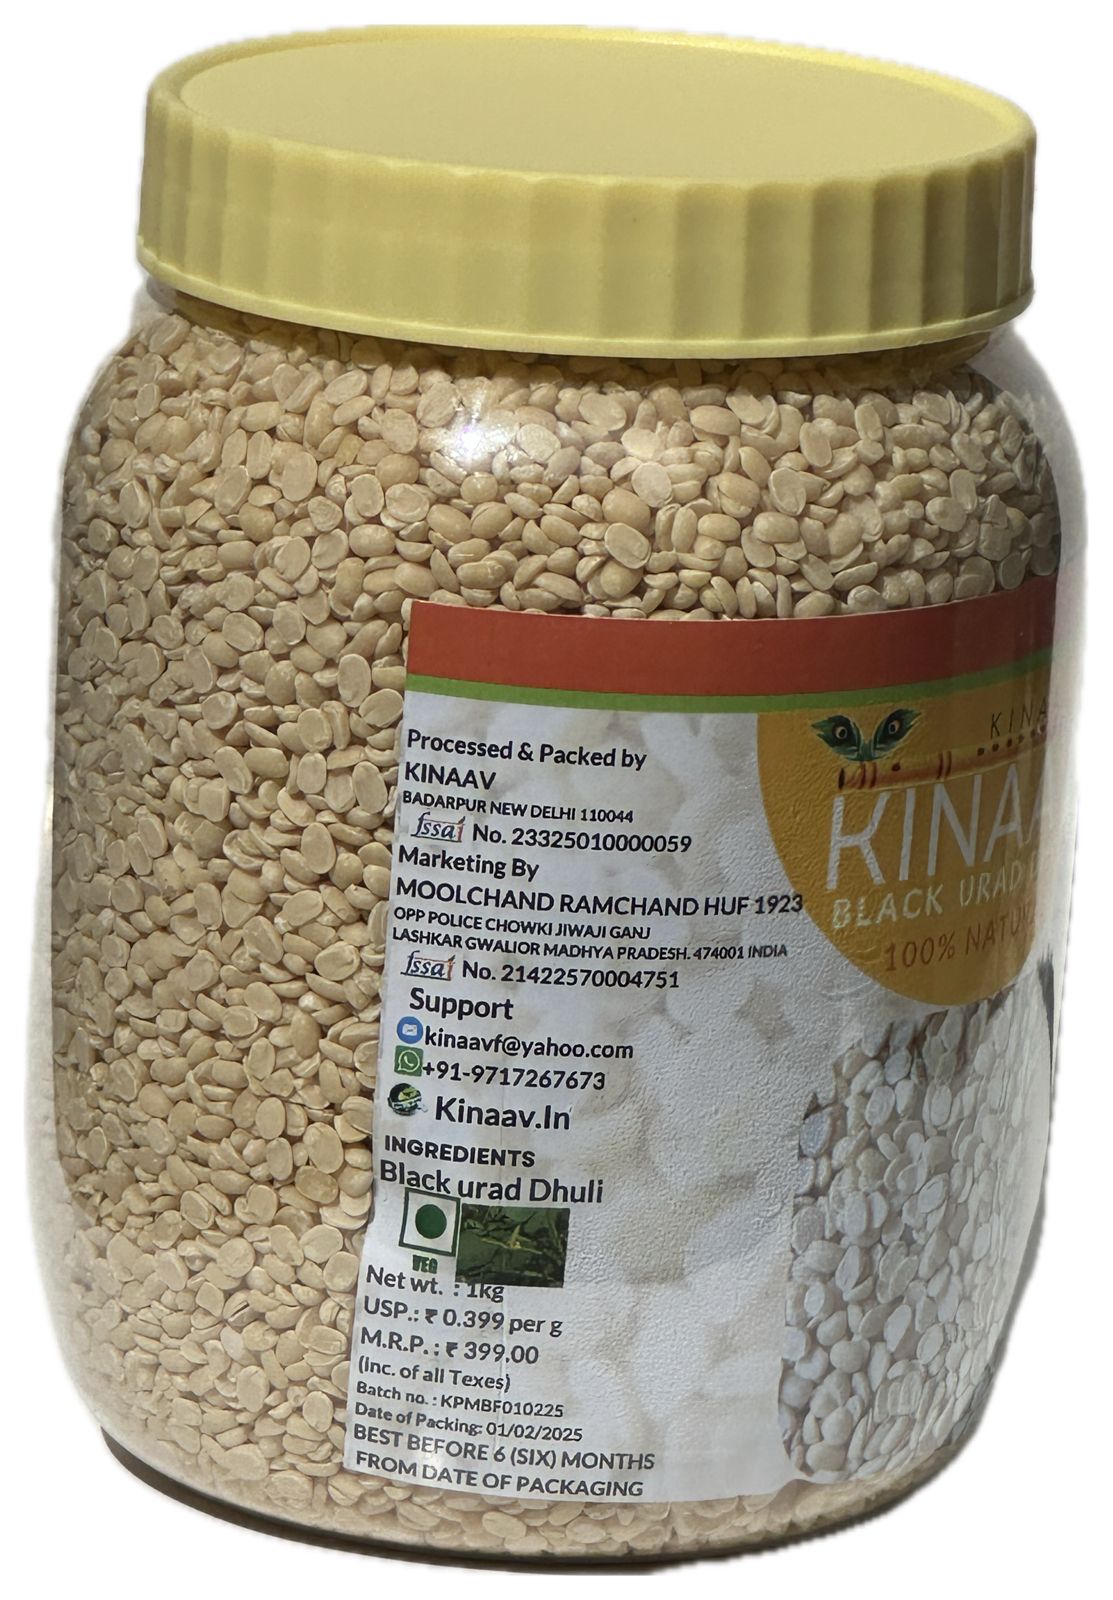 Processed & Packed by
KINAAV
BADARPUR NEW DELHI 110044
fssai No. 23325010000059
Marketing By
MOOLCHAND RAMCHAND HUF 1923
OPP POLICE CHOWKI JIWAJI GANJ
LASHKAR GWALIOR MADHYA PRADESH. 474001 INDIA
fssai No. 21422570004751
Support
kinaavf@yahoo.com
+91-9717267673
Kinaav.In
INGREDIENTS
Black urad Dhuli
VEG
Net wt. : 1kg
USP.: ₹ 0.399 per g
M.R.P. : ₹ 399.00
(Inc. of all Texes)
Batch no. : KPMBF010225
Date of Packing: 01/02/2025
BEST BEFORE 6 (SIX) MONTHS
FROM DATE OF PACKAGING
KINA
KINA
BLACK URAD
100% NATU